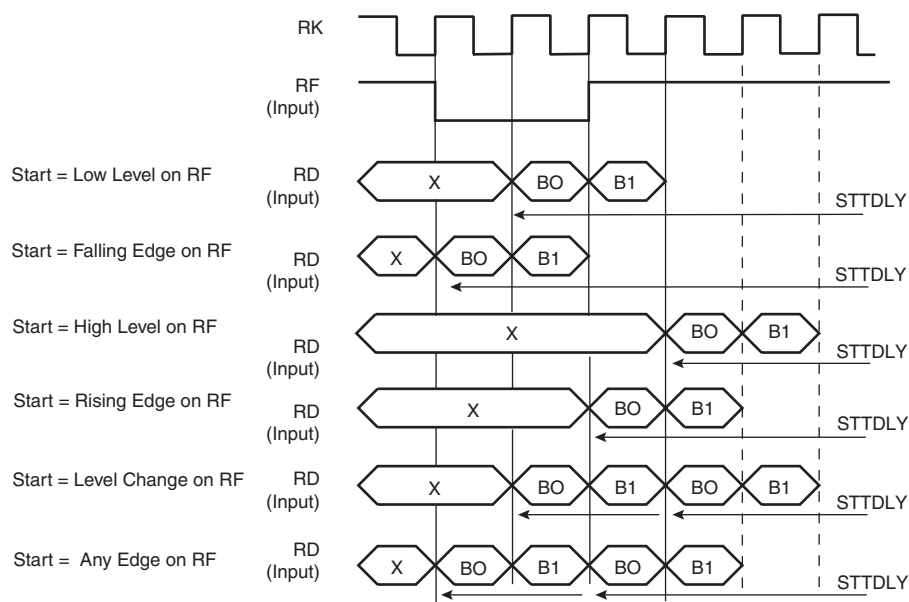 RK
RF
(Input)
Start = Low Level on RF
RD
(Input)
X
BO
B1
STTDLY
Start = Falling Edge on RF
RD
(Input)
X
BO
B1
STTDLY
Start = High Level on RF
RD
(Input)
X
BO
B1
STTDLY
Start = Rising Edge on RF
RD
(Input)
X
BO
B1
STTDLY
Start = Level Change on RF
RD
(Input)
X
BO
B1
BO
B1
STTDLY
Start = Any Edge on RF
RD
(Input)
X
BO
B1
BO
B1
STTDLY